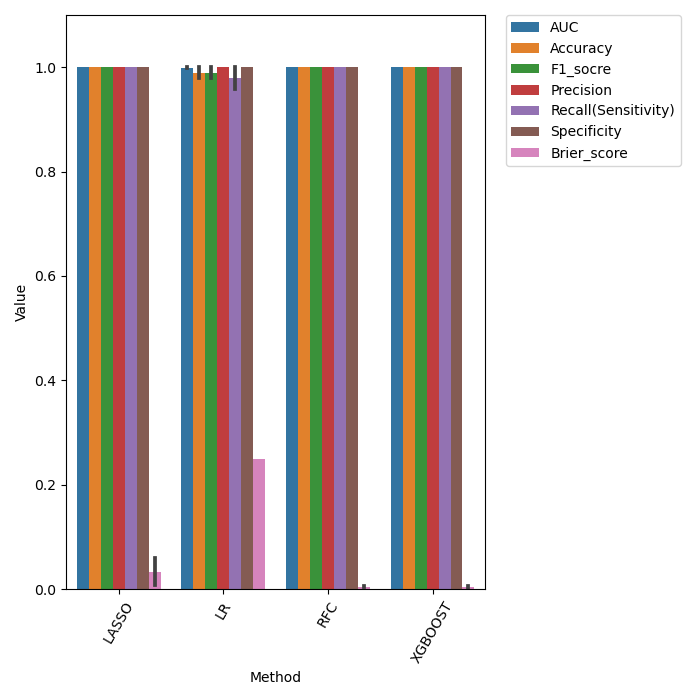 AUC
Accuracy
F1_socre
Precision
Recall(Sensitivity)
Specificity
Brier_score
Value
1.0
0.8
0.6
0.4
0.2
0.0
LASSO
LR
RFC
XGBOOST
Method